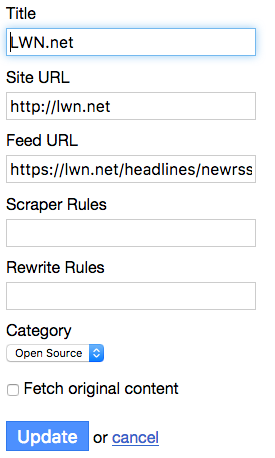 Title
LWN.net
Site URL
http://lwn.net
Feed URL
https://lwn.net/headlines/newrss
Scraper Rules
Rewrite Rules
Category
Open Source
Fetch original content
Update or cancel